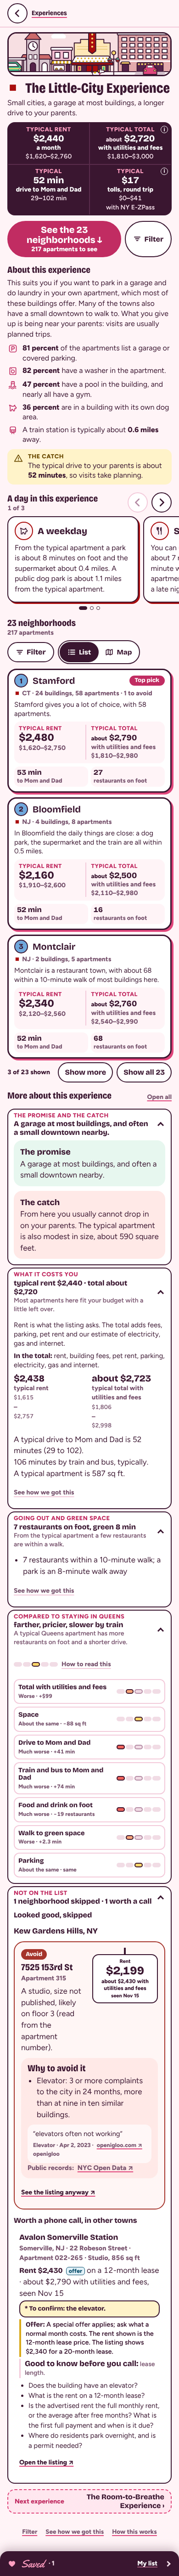 Experiences
The Little-City Experience
Small cities, a garage at most buildings, a longer
drive to your parents.
TYPICAL RENT
$2,440
a month
$1,620–$2,760
TYPICAL TOTAL
about $2,720
with utilities and fees
$1,810–$3,000
TYPICAL
52 min
drive to Mom and Dad
29–102 min
TYPICAL
$17
tolls, round trip
$0–$41
with NY E-ZPass
See the 23
neighborhoods ↓
217 apartments to see
Filter
About this experience
This suits you if you want to park in a garage and
do laundry in your own apartment, which most of
these buildings offer. Many of the towns also
have a small downtown to walk to. What you give
up is being near your parents: visits are usually
planned trips.
81 percent of the apartments list a garage or
covered parking.
82 percent have a washer in the apartment.
47 percent have a pool in the building, and
nearly all have a gym.
36 percent are in a building with its own dog
area.
A train station is typically about 0.6 miles
away.
THE CATCH
The typical drive to your parents is about
52 minutes, so visits take planning.
A day in this experience
1 of 3
A weekday
From the typical apartment a park
is about 8 minutes on foot and the
supermarket about 0.4 miles. A
public dog park is about 1.1 miles
from the typical apartment.
23 neighborhoods
217 apartments
Filter
List
Map
1 Stamford
Top pick
CT · 24 buildings, 58 apartments · 1 to avoid
Stamford gives you a lot of choice, with 58
apartments.
TYPICAL RENT
$2,480
$1,620–$2,750
TYPICAL TOTAL
about $2,790
with utilities and fees
$1,810–$2,980
53 min
to Mom and Dad
27
restaurants on foot
2 Bloomfield
NJ · 4 buildings, 8 apartments
In Bloomfield the daily things are close: a dog
park, the supermarket and the train are all within
0.5 miles.
TYPICAL RENT
$2,160
$1,910–$2,600
TYPICAL TOTAL
about $2,500
with utilities and fees
$2,110–$2,980
52 min
to Mom and Dad
16
restaurants on foot
3 Montclair
NJ · 2 buildings, 5 apartments
Montclair is a restaurant town, with about 68
within a 10-minute walk of most buildings here.
TYPICAL RENT
$2,340
$2,120–$2,560
TYPICAL TOTAL
about $2,720
with utilities and fees
$2,540–$2,990
52 min
to Mom and Dad
68
restaurants on foot
3 of 23 shown
Show more
Show all 23
More about this experience
Open all
THE PROMISE AND THE CATCH
A garage at most buildings, and often
a small downtown nearby.
The promise
A garage at most buildings, and often a
small downtown nearby.
The catch
From here you usually cannot drop in
on your parents. The typical apartment
is also modest in size, about 590 square
feet.
WHAT IT COSTS YOU
typical rent $2,440 · total about
$2,720
Most apartments here fit your budget with a
little left over.
Rent is what the listing asks. The total adds fees,
parking, pet rent and our estimate of electricity,
gas and internet.
In the total: rent, building fees, pet rent, parking,
electricity, gas and internet.
$2,438
typical rent
$1,615
–
$2,757
about $2,723
typical total with
utilities and fees
$1,806
–
$2,998
A typical drive to Mom and Dad is 52
minutes (29 to 102).
106 minutes by train and bus, typically.
A typical apartment is 587 sq ft.
See how we got this
GOING OUT AND GREEN SPACE
7 restaurants on foot, green 8 min
From the typical apartment a few restaurants
are within a walk.
• 7 restaurants within a 10-minute walk; a
park is an 8-minute walk away
See how we got this
COMPARED TO STAYING IN QUEENS
farther, pricier, slower by train
A typical Queens apartment has more
restaurants on foot and a shorter drive.
How to read this
Total with utilities and fees
Worse · +$99
Space
About the same · −88 sq ft
Drive to Mom and Dad
Much worse · +41 min
Train and bus to Mom and
Dad
Much worse · +74 min
Food and drink on foot
Much worse · −19 restaurants
Walk to green space
Worse · +2.3 min
Parking
About the same · same
NOT ON THE LIST
1 neighborhood skipped · 1 worth a call
Looked good, skipped
Kew Gardens Hills, NY
Avoid
7525 153rd St
Apartment 315
A studio, size not
published, likely
on floor 3 (read
from the
apartment
number).
Rent
$2,199
about $2,430 with
utilities and fees
seen Nov 15
Why to avoid it
• Elevator: 3 or more complaints
to the city in 24 months, more
than at nine in ten similar
buildings.
"elevators often not working"
Elevator · Apr 2, 2023 · openigloo.com ↗
openigloo
Public records: NYC Open Data ↗
See the listing anyway ↗
Worth a phone call, in other towns
Avalon Somerville Station
Somerville, NJ · 22 Robeson Street ·
Apartment 022-265 · Studio, 856 sq ft
Rent $2,430 offer on a 12-month lease
· about $2,790 with utilities and fees,
seen Nov 15
* To confirm: the elevator.
Offer: A special offer applies; ask what a
normal month costs. The rent shown is the
12-month lease price. The listing shows
$2,340 for a 20-month lease.
Good to know before you call: lease
length.
• Does the building have an elevator?
• What is the rent on a 12-month lease?
• Is the advertised rent the full monthly rent,
or the average after free months? What is
the first full payment and when is it due?
• Where do residents park overnight, and is
a permit needed?
Open the listing ↗
Next experience
The Room-to-Breathe
Experience ›
Filter
See how we got this
How this works
Saved · 1
My list